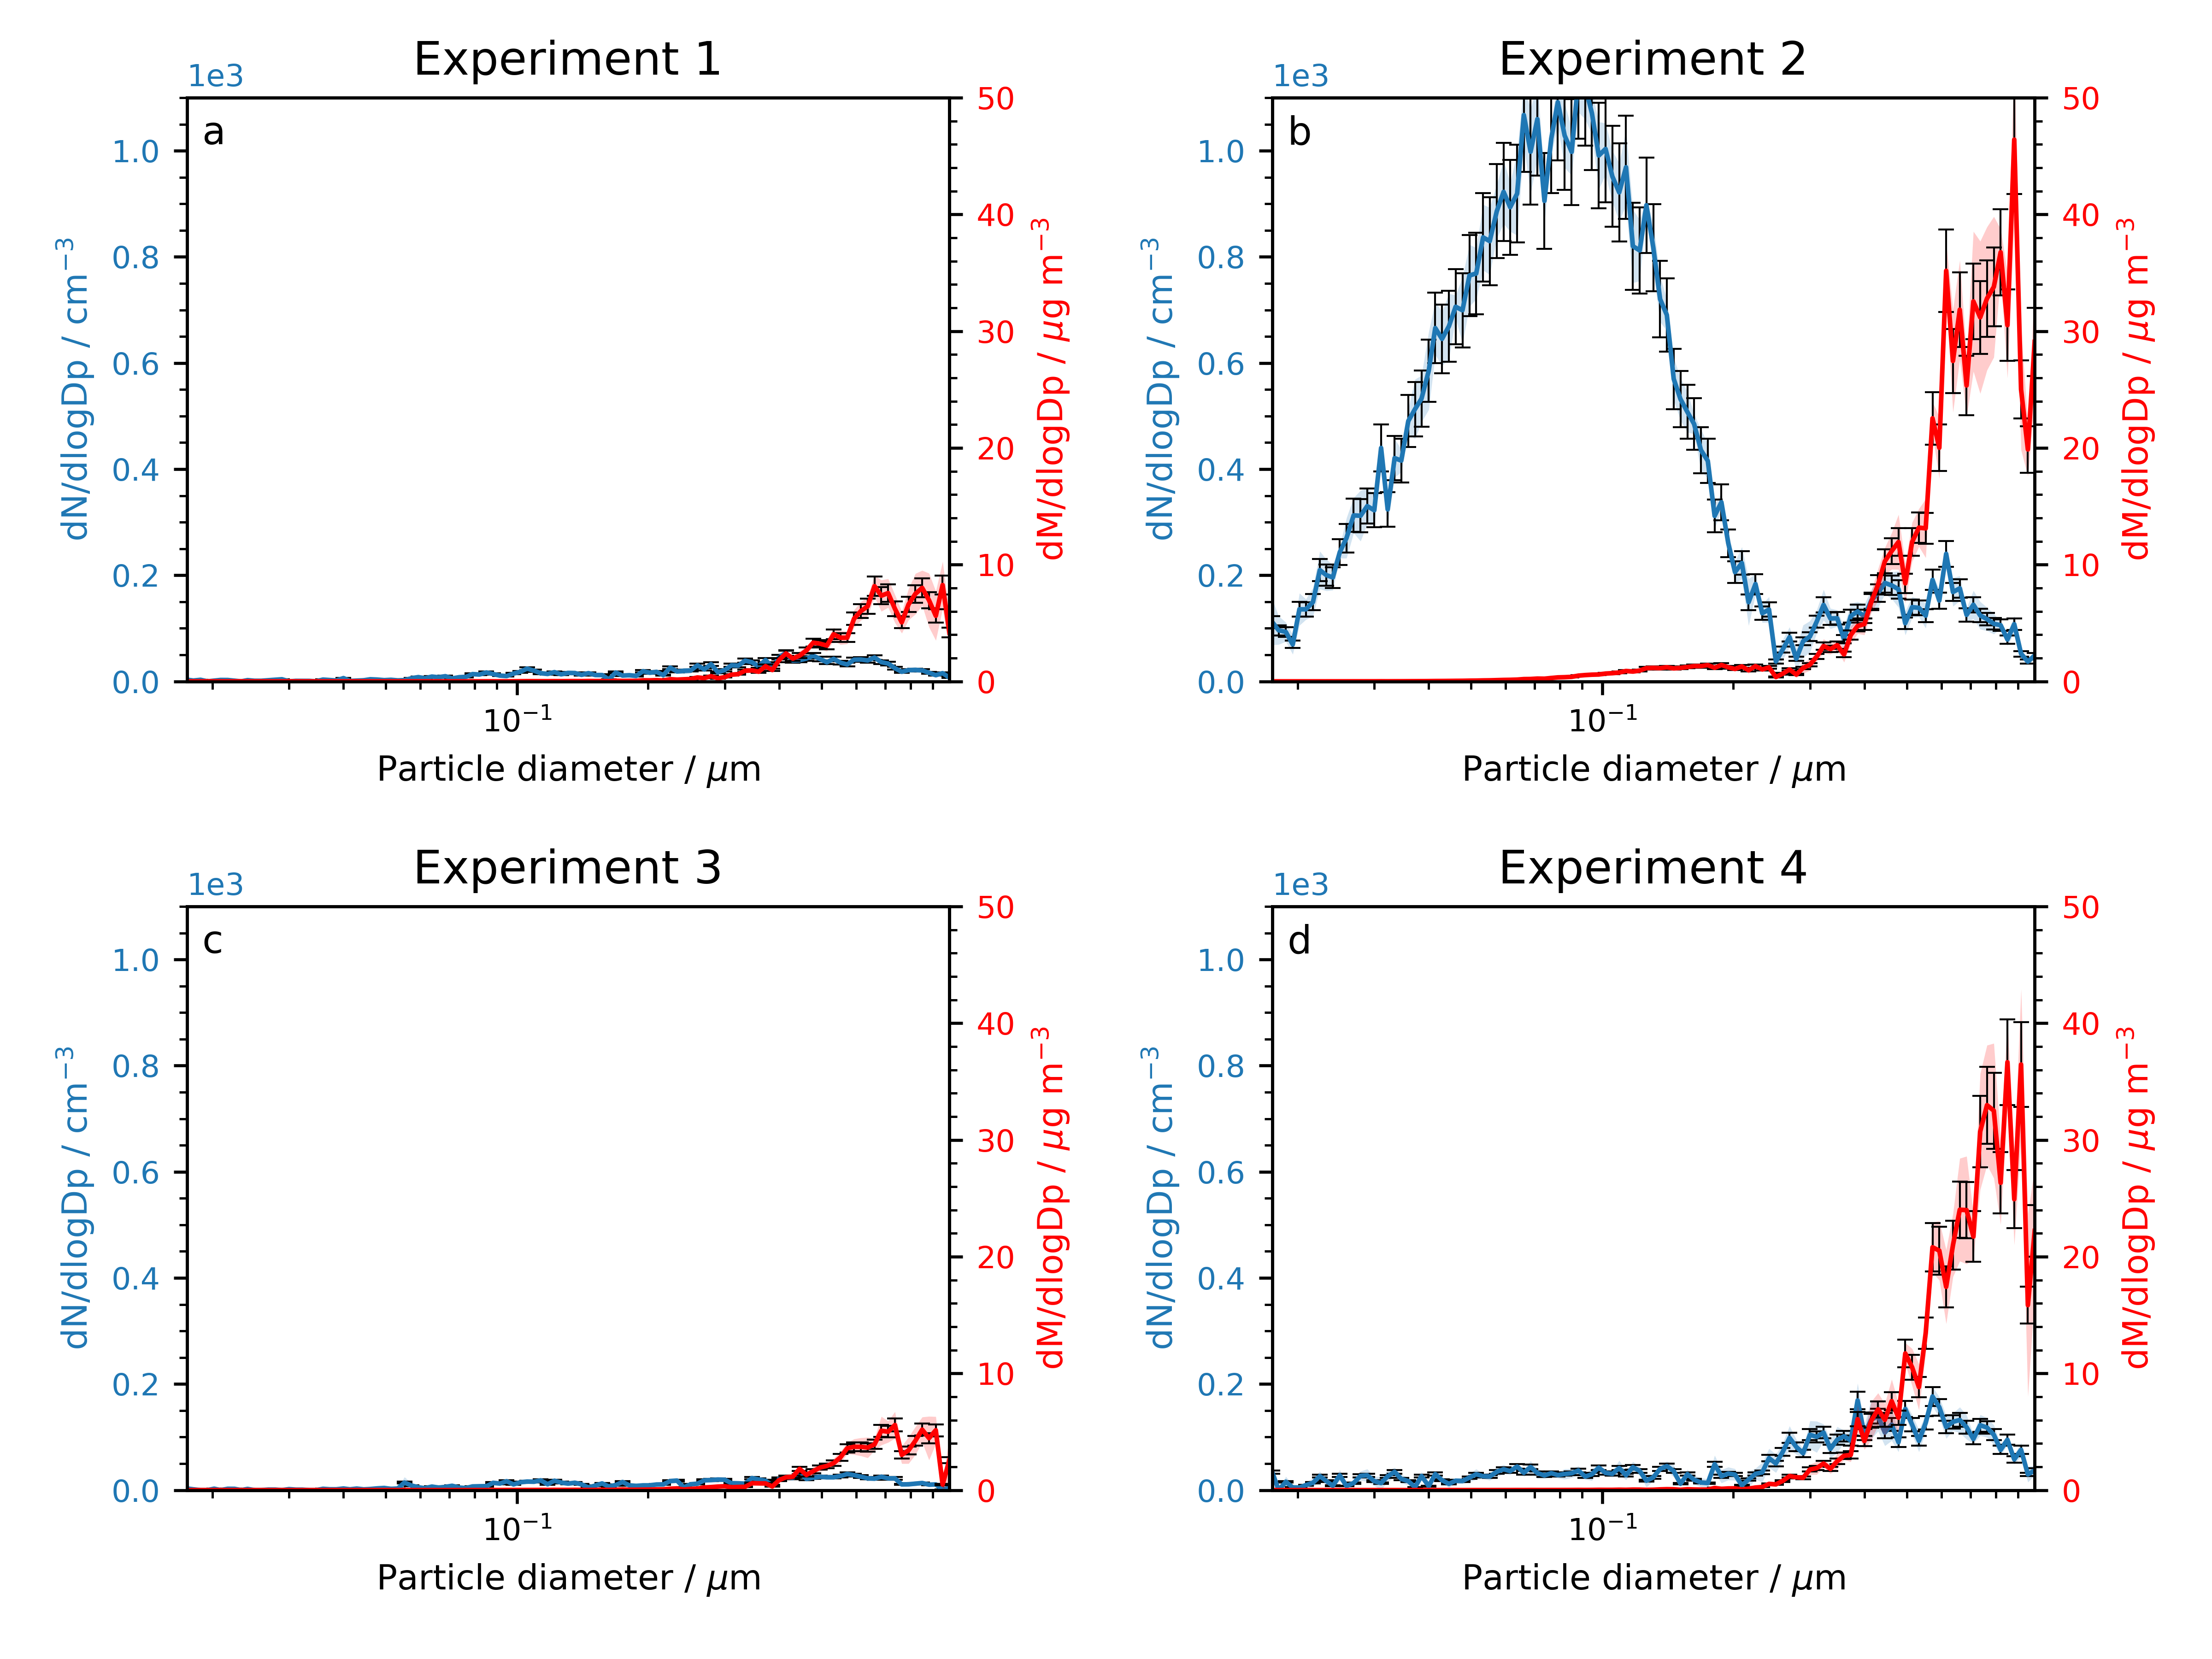 Experiment 1
1e3
a
1.0
0.8
0.6
0.4
0.2
0.0
dN/dlogDp / cm⁻³
50
40
30
20
10
0
dM/dlogDp / μg m⁻³
10⁻¹
Particle diameter / μm
Experiment 2
1e3
b
1.0
0.8
0.6
0.4
0.2
0.0
dN/dlogDp / cm⁻³
50
40
30
20
10
0
dM/dlogDp / μg m⁻³
10⁻¹
Particle diameter / μm
Experiment 3
1e3
c
1.0
0.8
0.6
0.4
0.2
0.0
dN/dlogDp / cm⁻³
50
40
30
20
10
0
dM/dlogDp / μg m⁻³
10⁻¹
Particle diameter / μm
Experiment 4
1e3
d
1.0
0.8
0.6
0.4
0.2
0.0
dN/dlogDp / cm⁻³
50
40
30
20
10
0
dM/dlogDp / μg m⁻³
10⁻¹
Particle diameter / μm